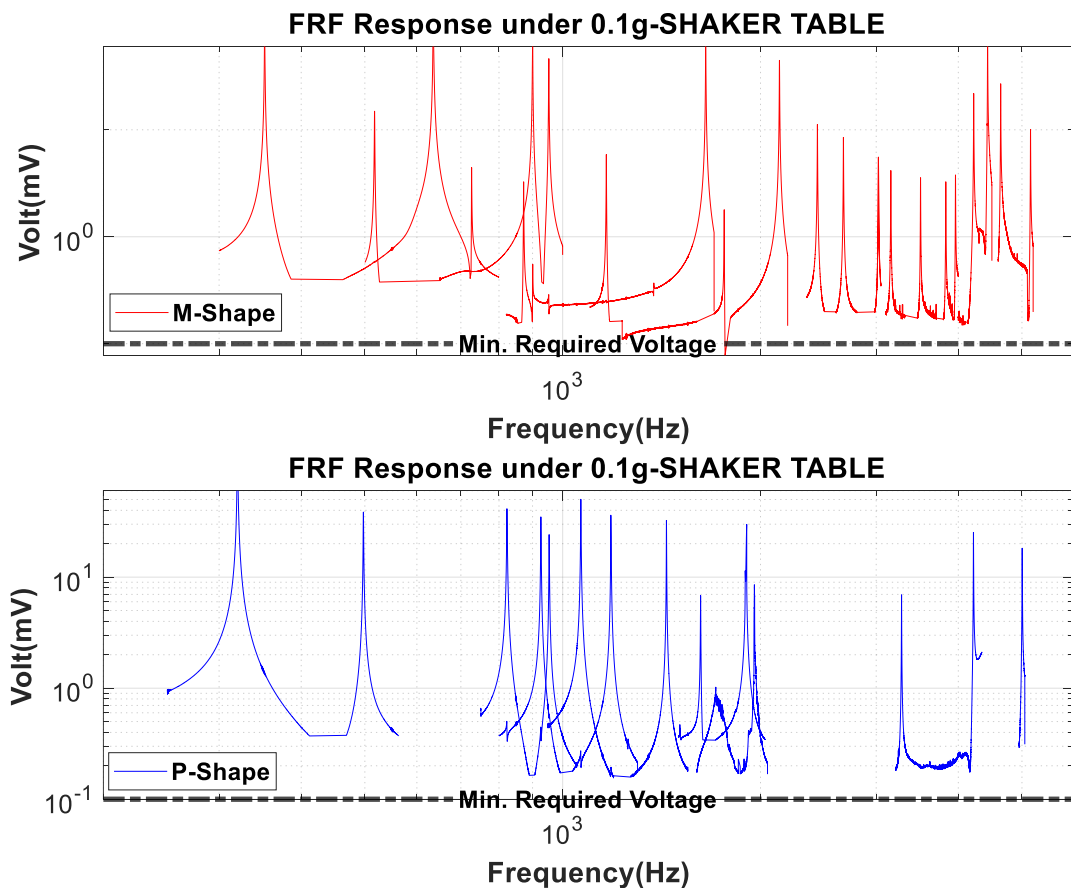 FRF Response under 0.1g-SHAKER TABLE
Volt(mV)
10^0
M-Shape
Min. Required Voltage
10^3
Frequency(Hz)
FRF Response under 0.1g-SHAKER TABLE
Volt(mV)
10^1
10^0
P-Shape
10^-1
Min. Required Voltage
10^3
Frequency(Hz)